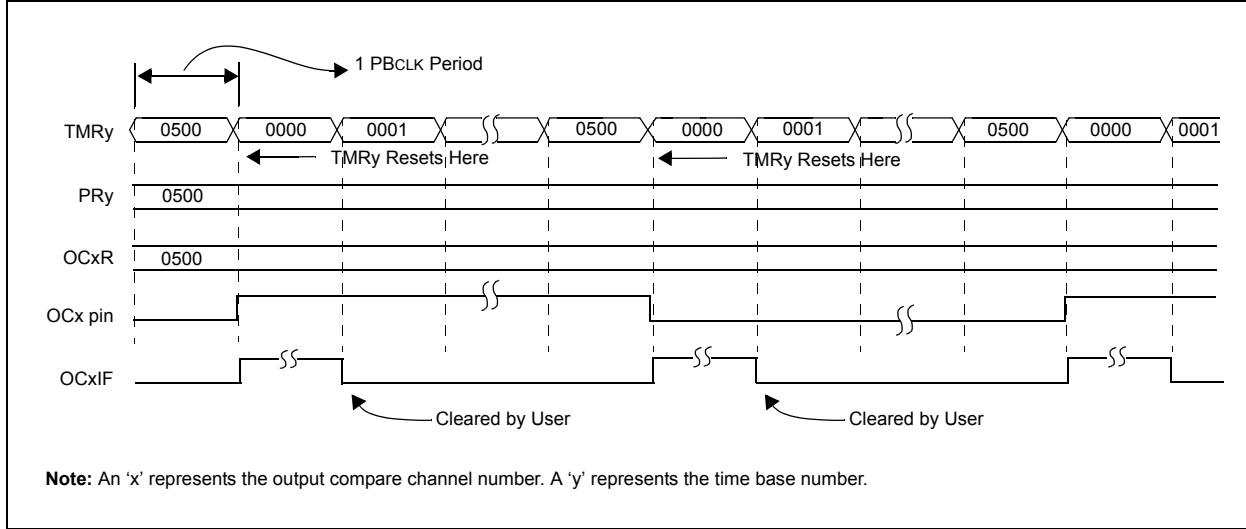 1 PBCLK Period
TMRy 0500 0000 0001 0500 0000 0001 0500 0000 0001
TMRy Resets Here TMRy Resets Here
PRy 0500
OCxR 0500
OCx pin
OCxIF
Cleared by User Cleared by User
Note: An ‘x’ represents the output compare channel number. A ‘y’ represents the time base number.